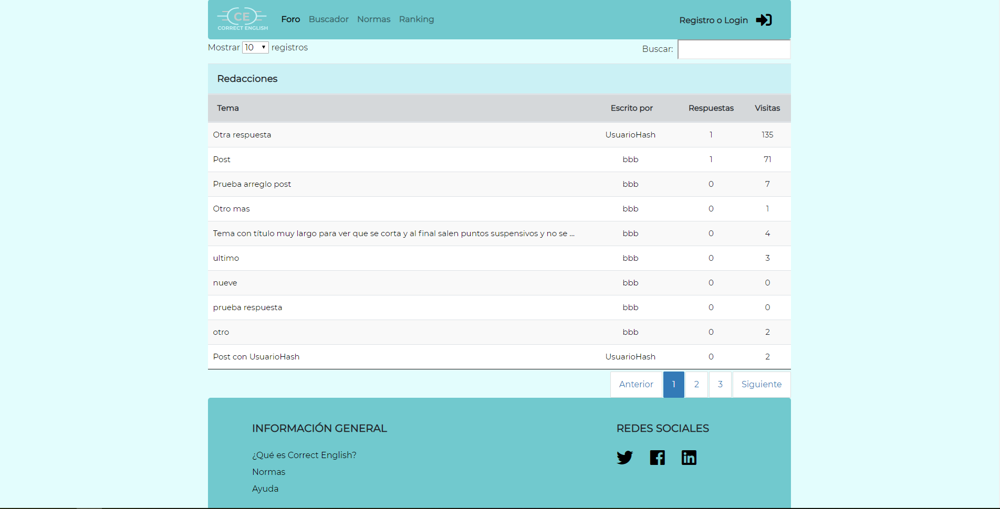 CE
CORRECT ENGLISH
Foro Buscador Normas Ranking Registro o Login
Mostrar 10 registros Buscar:
Redacciones
Tema Escrito por Respuestas Visitas
Otra respuesta UsuarioHash 1 135
Post bbb 1 71
Prueba arreglo post bbb 0 7
Otro mas bbb 0 1
Tema con título muy largo para ver que se corta y al final salen puntos suspensivos y no se ... bbb 0 4
ultimo bbb 0 3
nueve bbb 0 0
prueba respuesta bbb 0 0
otro bbb 0 2
Post con UsuarioHash UsuarioHash 0 2
Anterior 1 2 3 Siguiente
INFORMACIÓN GENERAL REDES SOCIALES
¿Qué es Correct English?
Normas
Ayuda